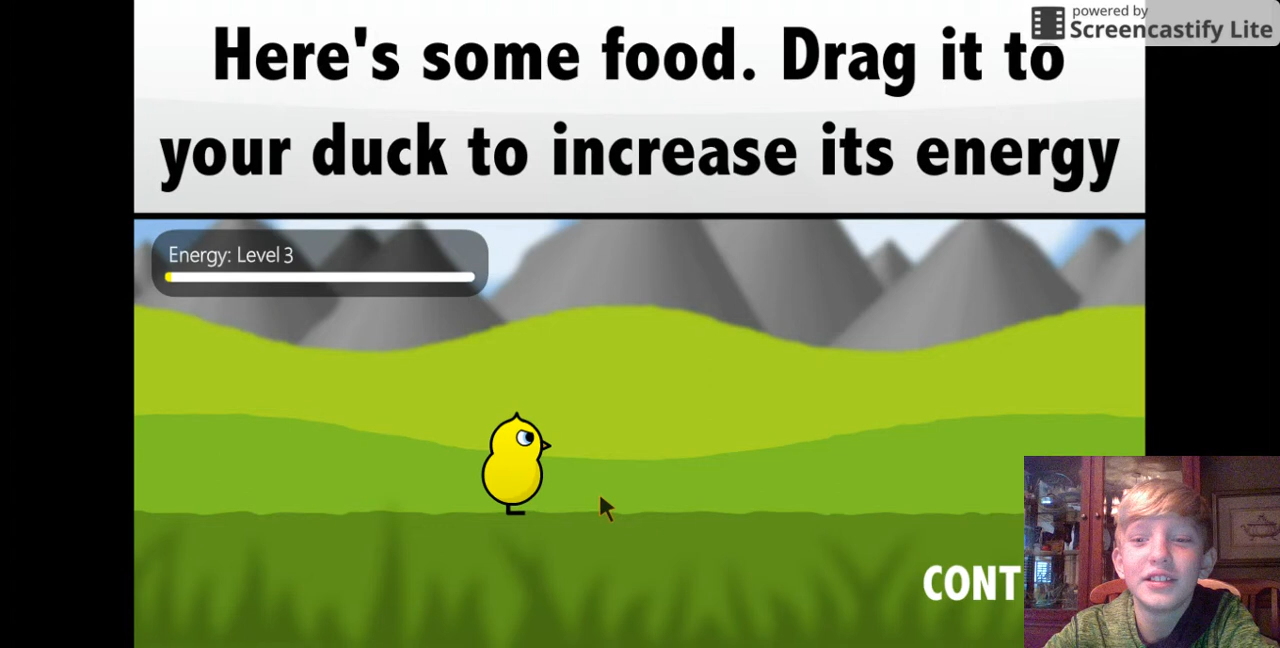 powered by
Screencastify Lite
Here's some food. Drag it to
your duck to increase its energy
Energy: Level 3
CONT